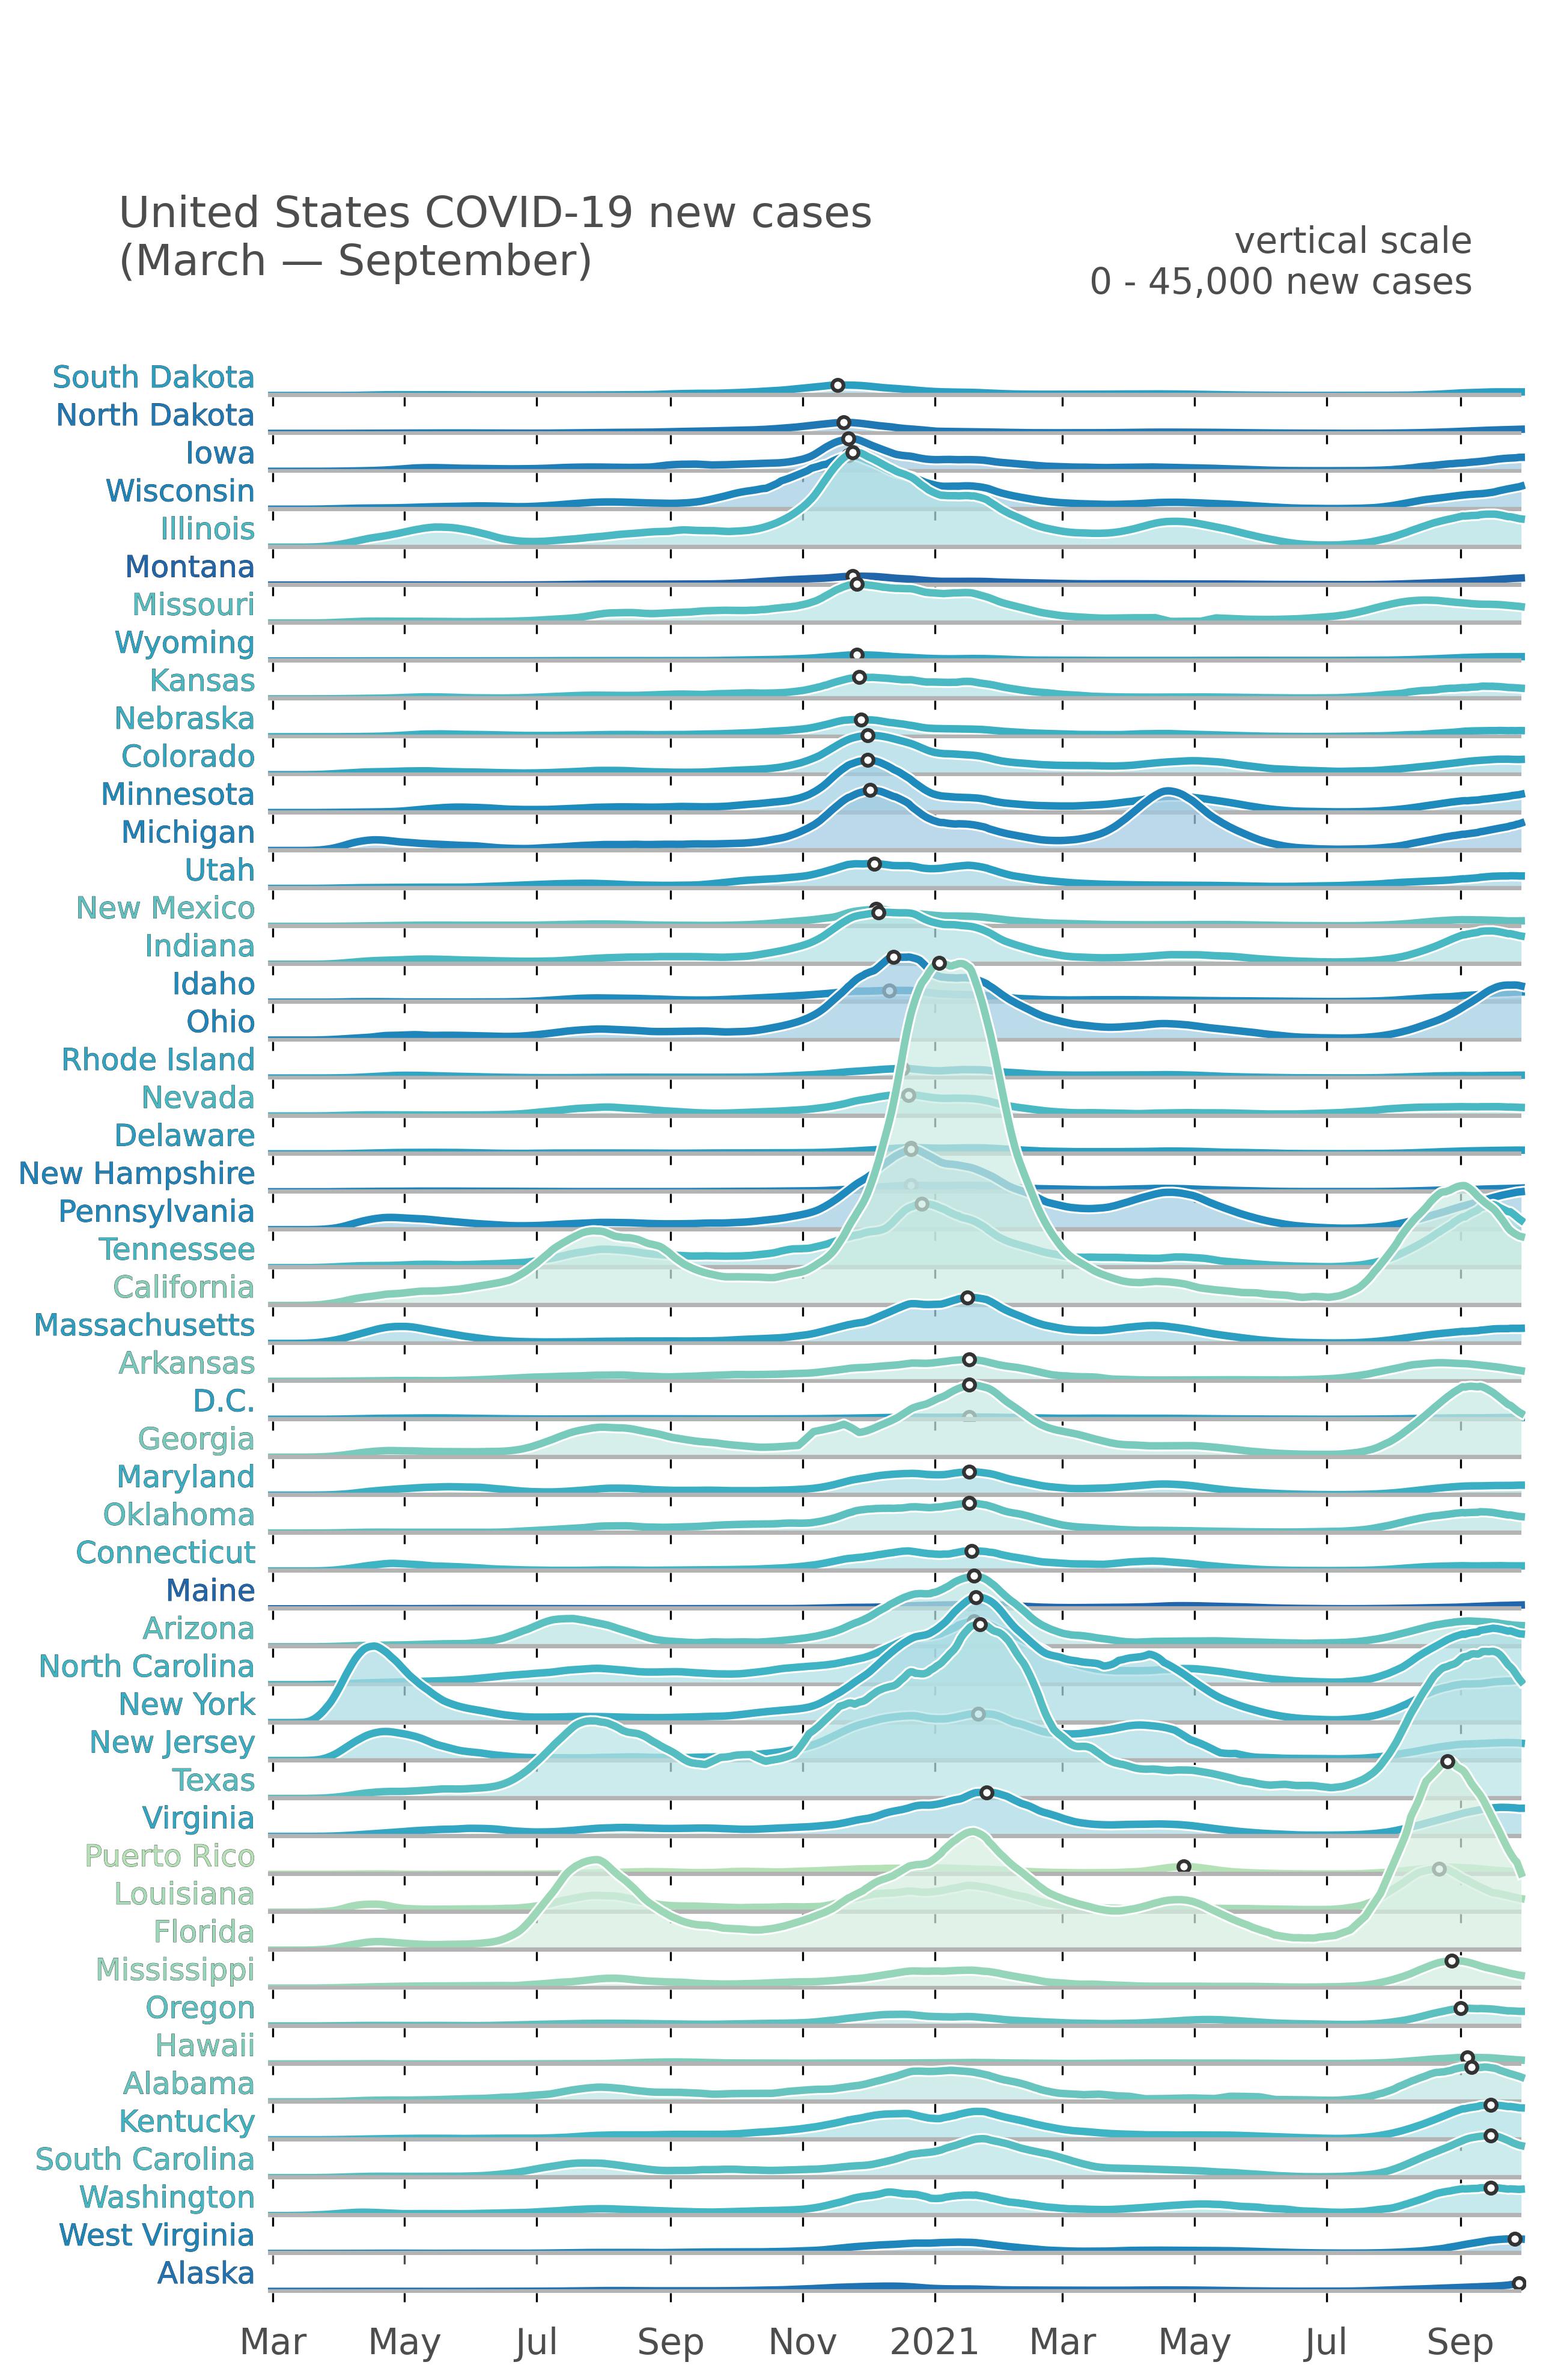 United States COVID-19 new cases
(March — September)
vertical scale
0 - 45,000 new cases
South Dakota
North Dakota
Iowa
Wisconsin
Illinois
Montana
Missouri
Wyoming
Kansas
Nebraska
Colorado
Minnesota
Michigan
Utah
New Mexico
Indiana
Idaho
Ohio
Rhode Island
Nevada
Delaware
New Hampshire
Pennsylvania
Tennessee
California
Massachusetts
Arkansas
D.C.
Georgia
Maryland
Oklahoma
Connecticut
Maine
Arizona
North Carolina
New York
New Jersey
Texas
Virginia
Puerto Rico
Louisiana
Florida
Mississippi
Oregon
Hawaii
Alabama
Kentucky
South Carolina
Washington
West Virginia
Alaska
Mar May Jul Sep Nov 2021 Mar May Jul Sep